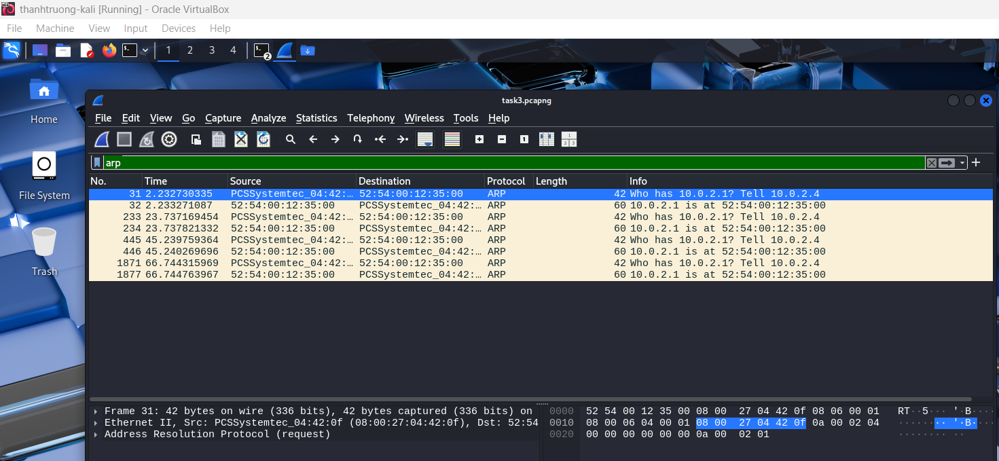 thanhtruong-kali [Running] - Oracle VirtualBox
File Machine View Input Devices Help
1 2 3 4 2
Home
File System
Trash
task3.pcapng
File Edit View Go Capture Analyze Statistics Telephony Wireless Tools Help
arp
No. Time Source Destination Protocol Length Info
31 2.232730335 PCSSystemtec_04:42:… 52:54:00:12:35:00 ARP 42 Who has 10.0.2.1? Tell 10.0.2.4
32 2.233271087 52:54:00:12:35:00 PCSSystemtec_04:42:… ARP 60 10.0.2.1 is at 52:54:00:12:35:00
233 23.737169454 PCSSystemtec_04:42:… 52:54:00:12:35:00 ARP 42 Who has 10.0.2.1? Tell 10.0.2.4
234 23.737821332 52:54:00:12:35:00 PCSSystemtec_04:42:… ARP 60 10.0.2.1 is at 52:54:00:12:35:00
445 45.239759364 PCSSystemtec_04:42:… 52:54:00:12:35:00 ARP 42 Who has 10.0.2.1? Tell 10.0.2.4
446 45.240269696 52:54:00:12:35:00 PCSSystemtec_04:42:… ARP 60 10.0.2.1 is at 52:54:00:12:35:00
1871 66.744315969 PCSSystemtec_04:42:… 52:54:00:12:35:00 ARP 42 Who has 10.0.2.1? Tell 10.0.2.4
1877 66.744763967 52:54:00:12:35:00 PCSSystemtec_04:42:… ARP 60 10.0.2.1 is at 52:54:00:12:35:00
Frame 31: 42 bytes on wire (336 bits), 42 bytes captured (336 bits) on
Ethernet II, Src: PCSSystemtec_04:42:0f (08:00:27:04:42:0f), Dst: 52:54
Address Resolution Protocol (request)
0000 52 54 00 12 35 00 08 00 27 04 42 0f 08 06 00 01 RT··5··· '·B·····
0010 08 00 06 04 00 01 08 00 27 04 42 0f 0a 00 02 04 ········ '·B·····
0020 00 00 00 00 00 00 0a 00 02 01 ········ ··